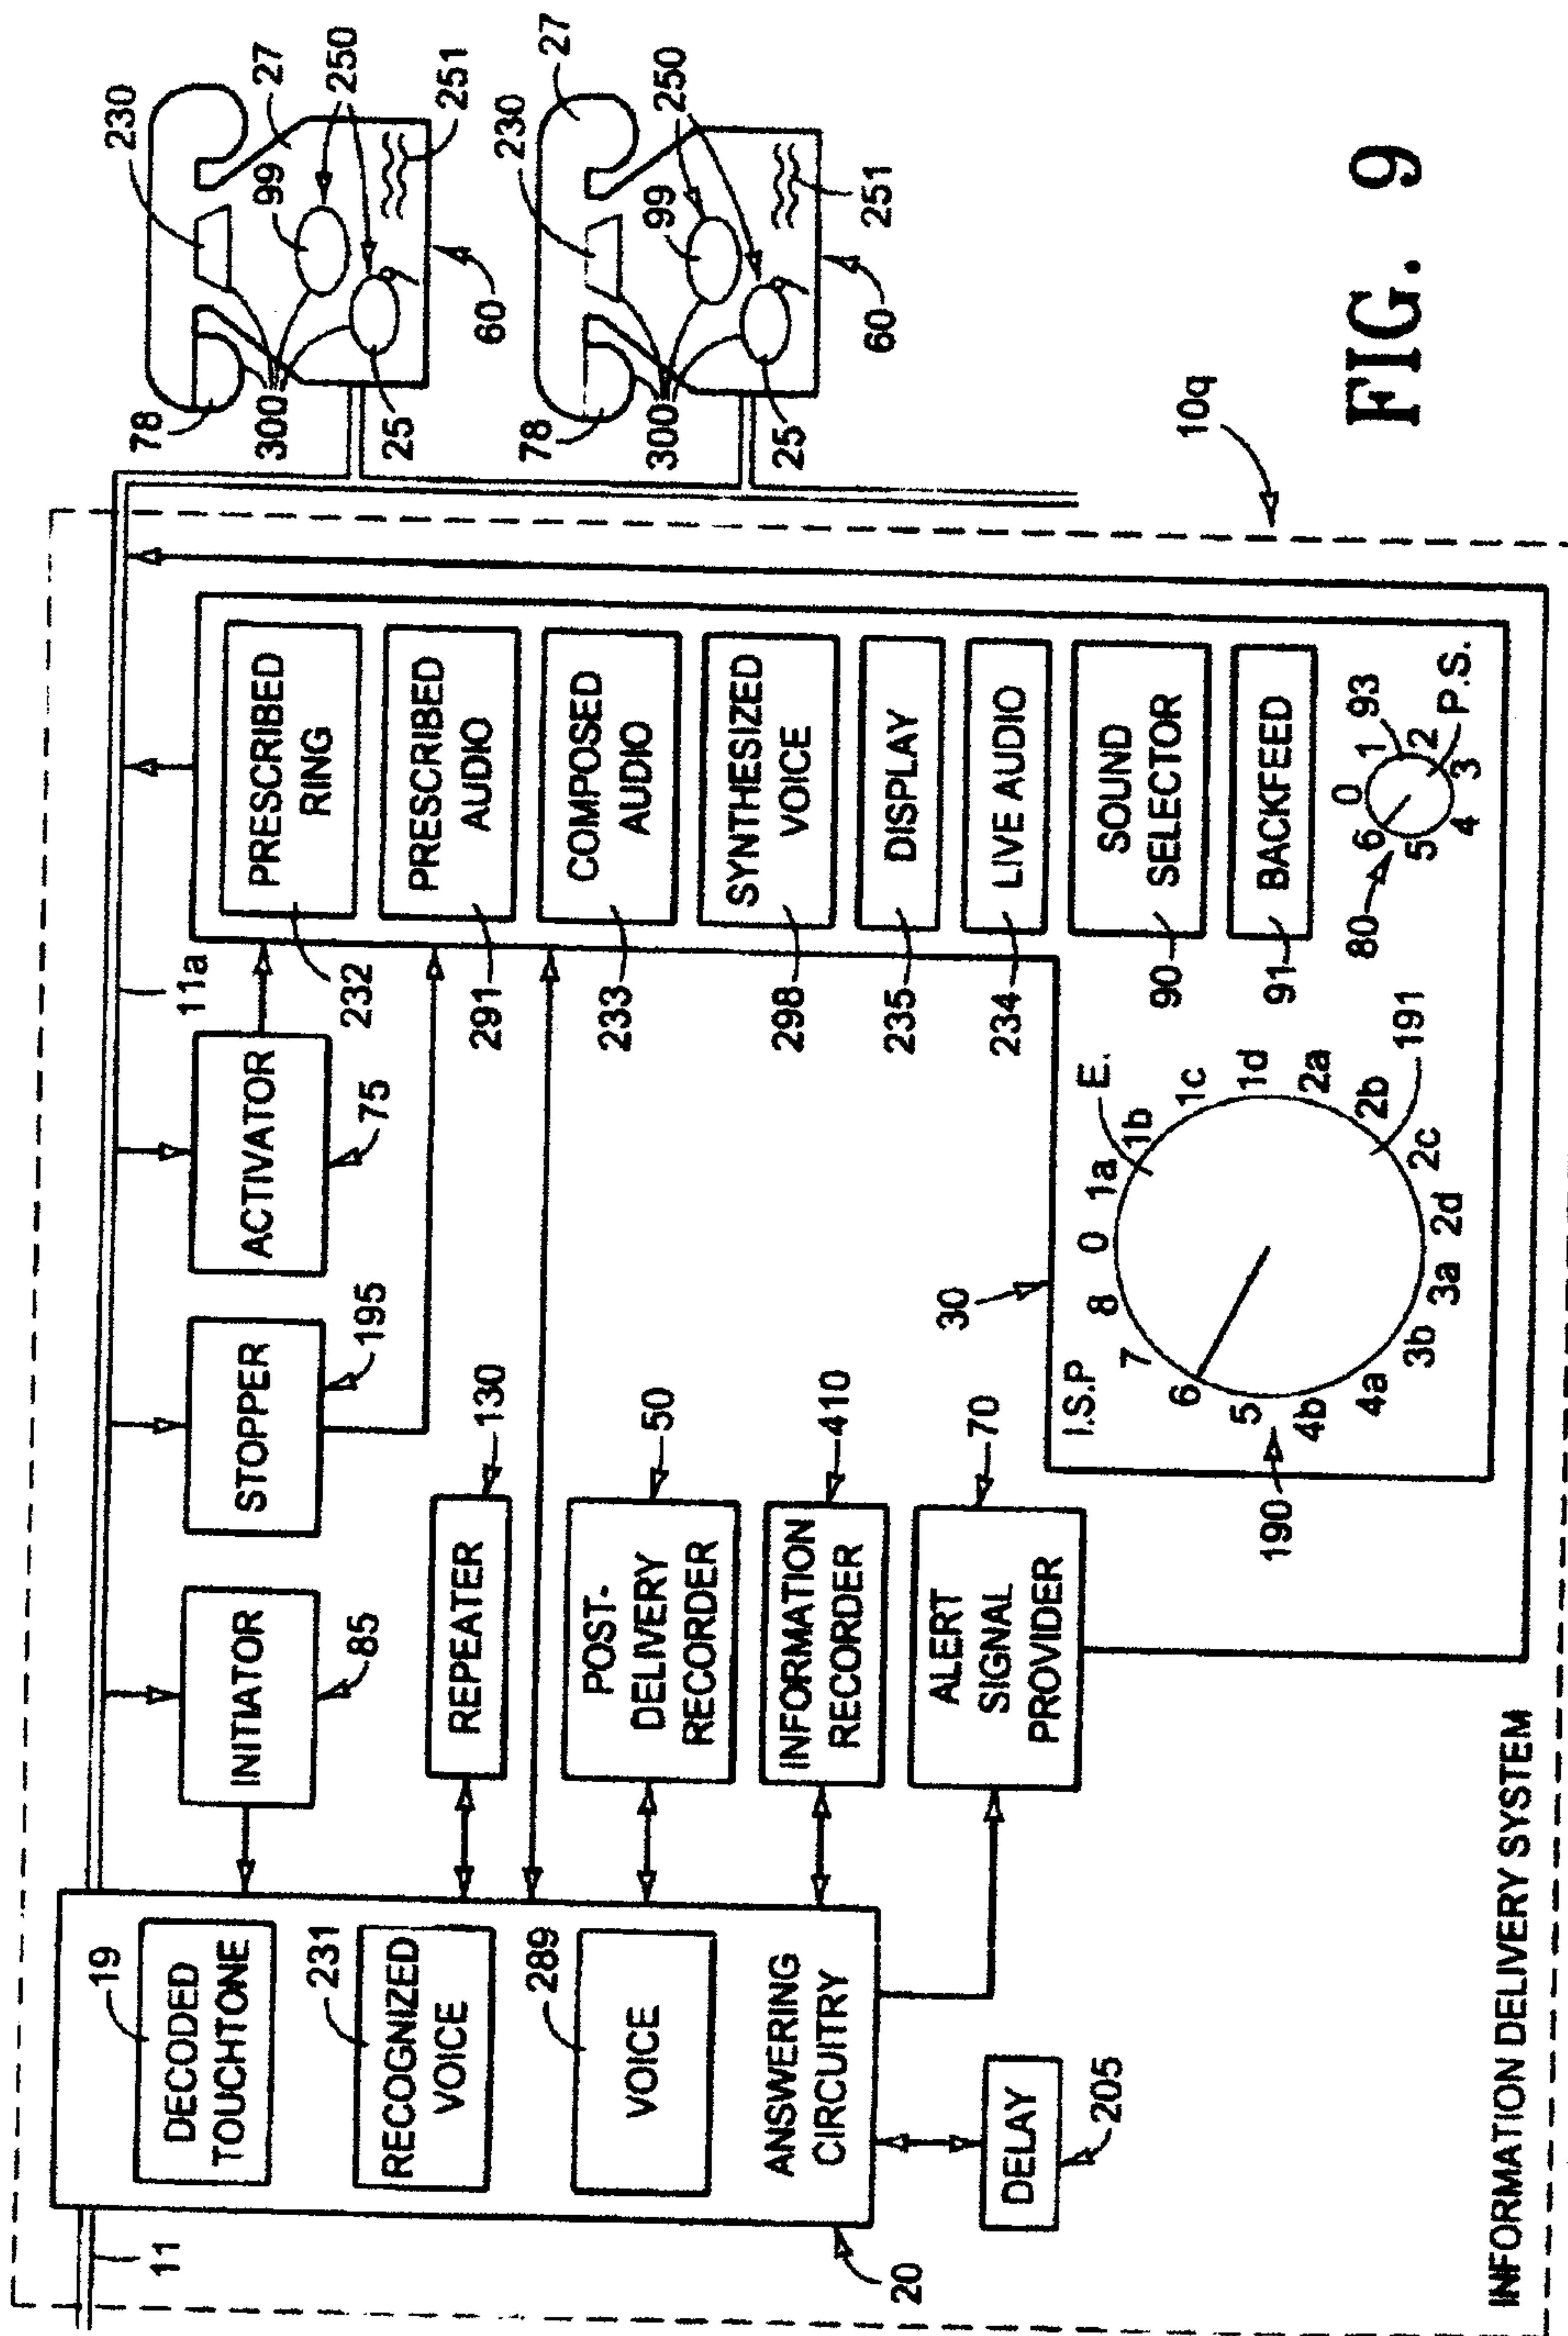 11
19
DECODED
TOUCHTONE
231
RECOGNIZED
VOICE
289
VOICE
ANSWERING
CIRCUITRY
20
DELAY
205
INITIATOR
85
STOPPER
195
ACTIVATOR
75
11a
REPEATER
130
POST-
DELIVERY
RECORDER
50
INFORMATION
RECORDER
410
ALERT
SIGNAL
PROVIDER
70
PRESCRIBED
RING
232
PRESCRIBED
AUDIO
291
COMPOSED
AUDIO
233
SYNTHESIZED
VOICE
298
DISPLAY
235
LIVE AUDIO
234
SOUND
SELECTOR
90
BACKFEED
91
30
I.S.P
E.
0
1a
1b
1c
1d
2a
2b
2c
2d
3a
3b
4a
4b
5
6
7
8
190
191
80
0
1
2
3
4
5
6
93
P.S.
78
230
27
99
250
251
300
25
60
78
230
27
99
250
251
300
25
60
10q
INFORMATION DELIVERY SYSTEM
FIG. 9